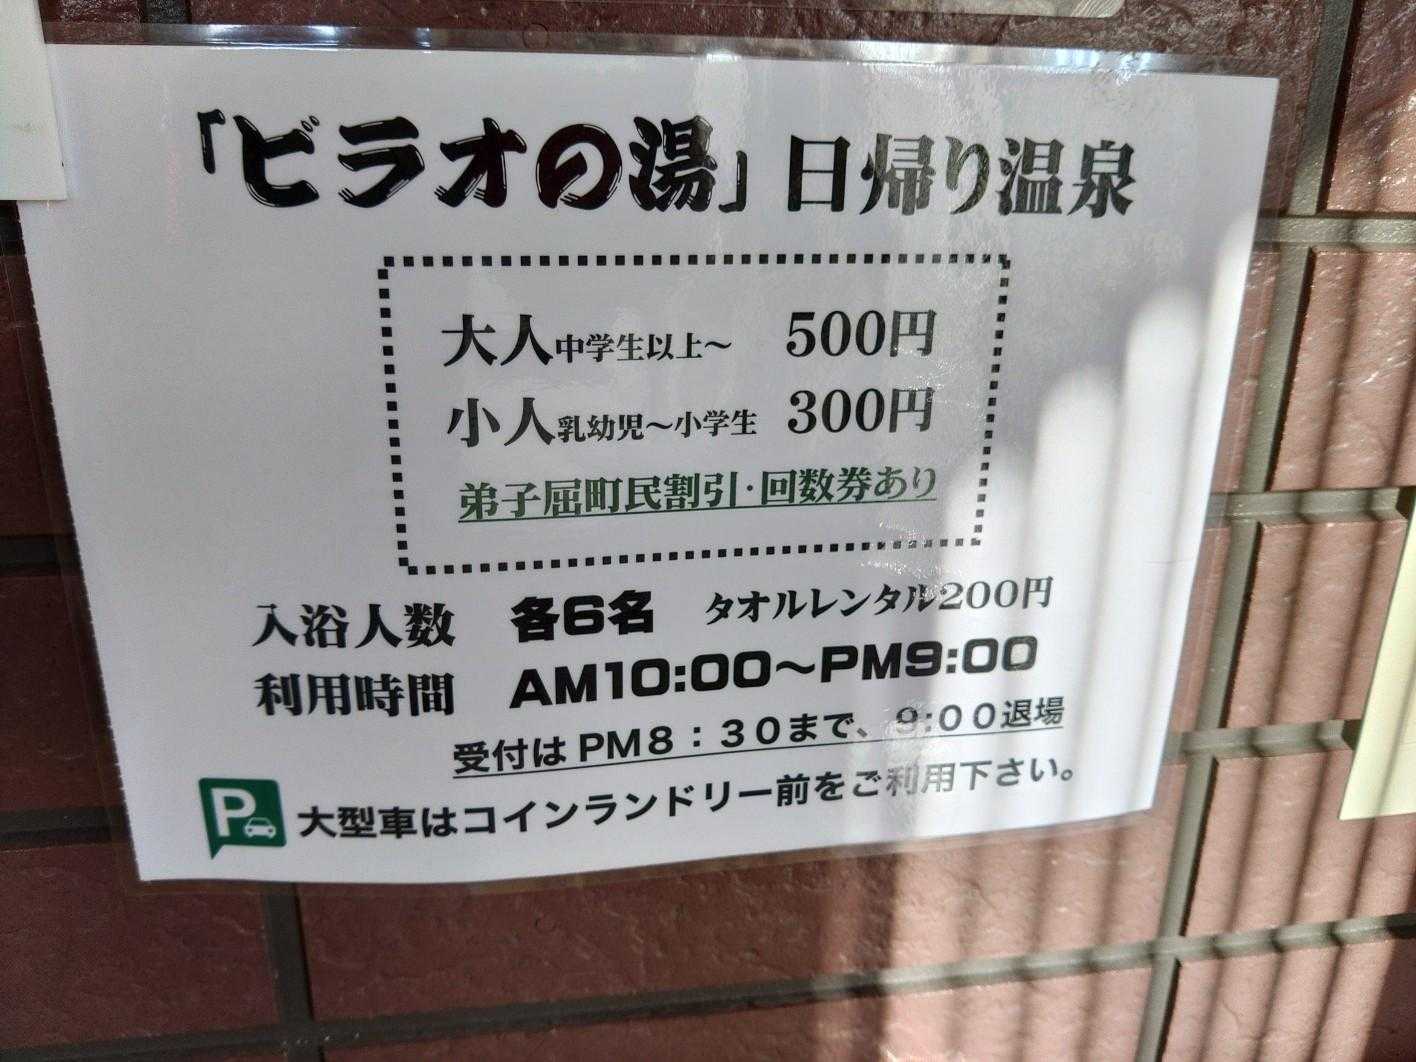 「ビラオの湯」日帰り温泉
大人中学生以上～ 500円
小人乳幼児～小学生 300円
弟子屈町民割引・回数券あり
入浴人数 各6名 タオルレンタル200円
利用時間 AM10:00～PM9:00
受付はPM8：30まで、9:00退場
P 大型車はコインランドリー前をご利用下さい。